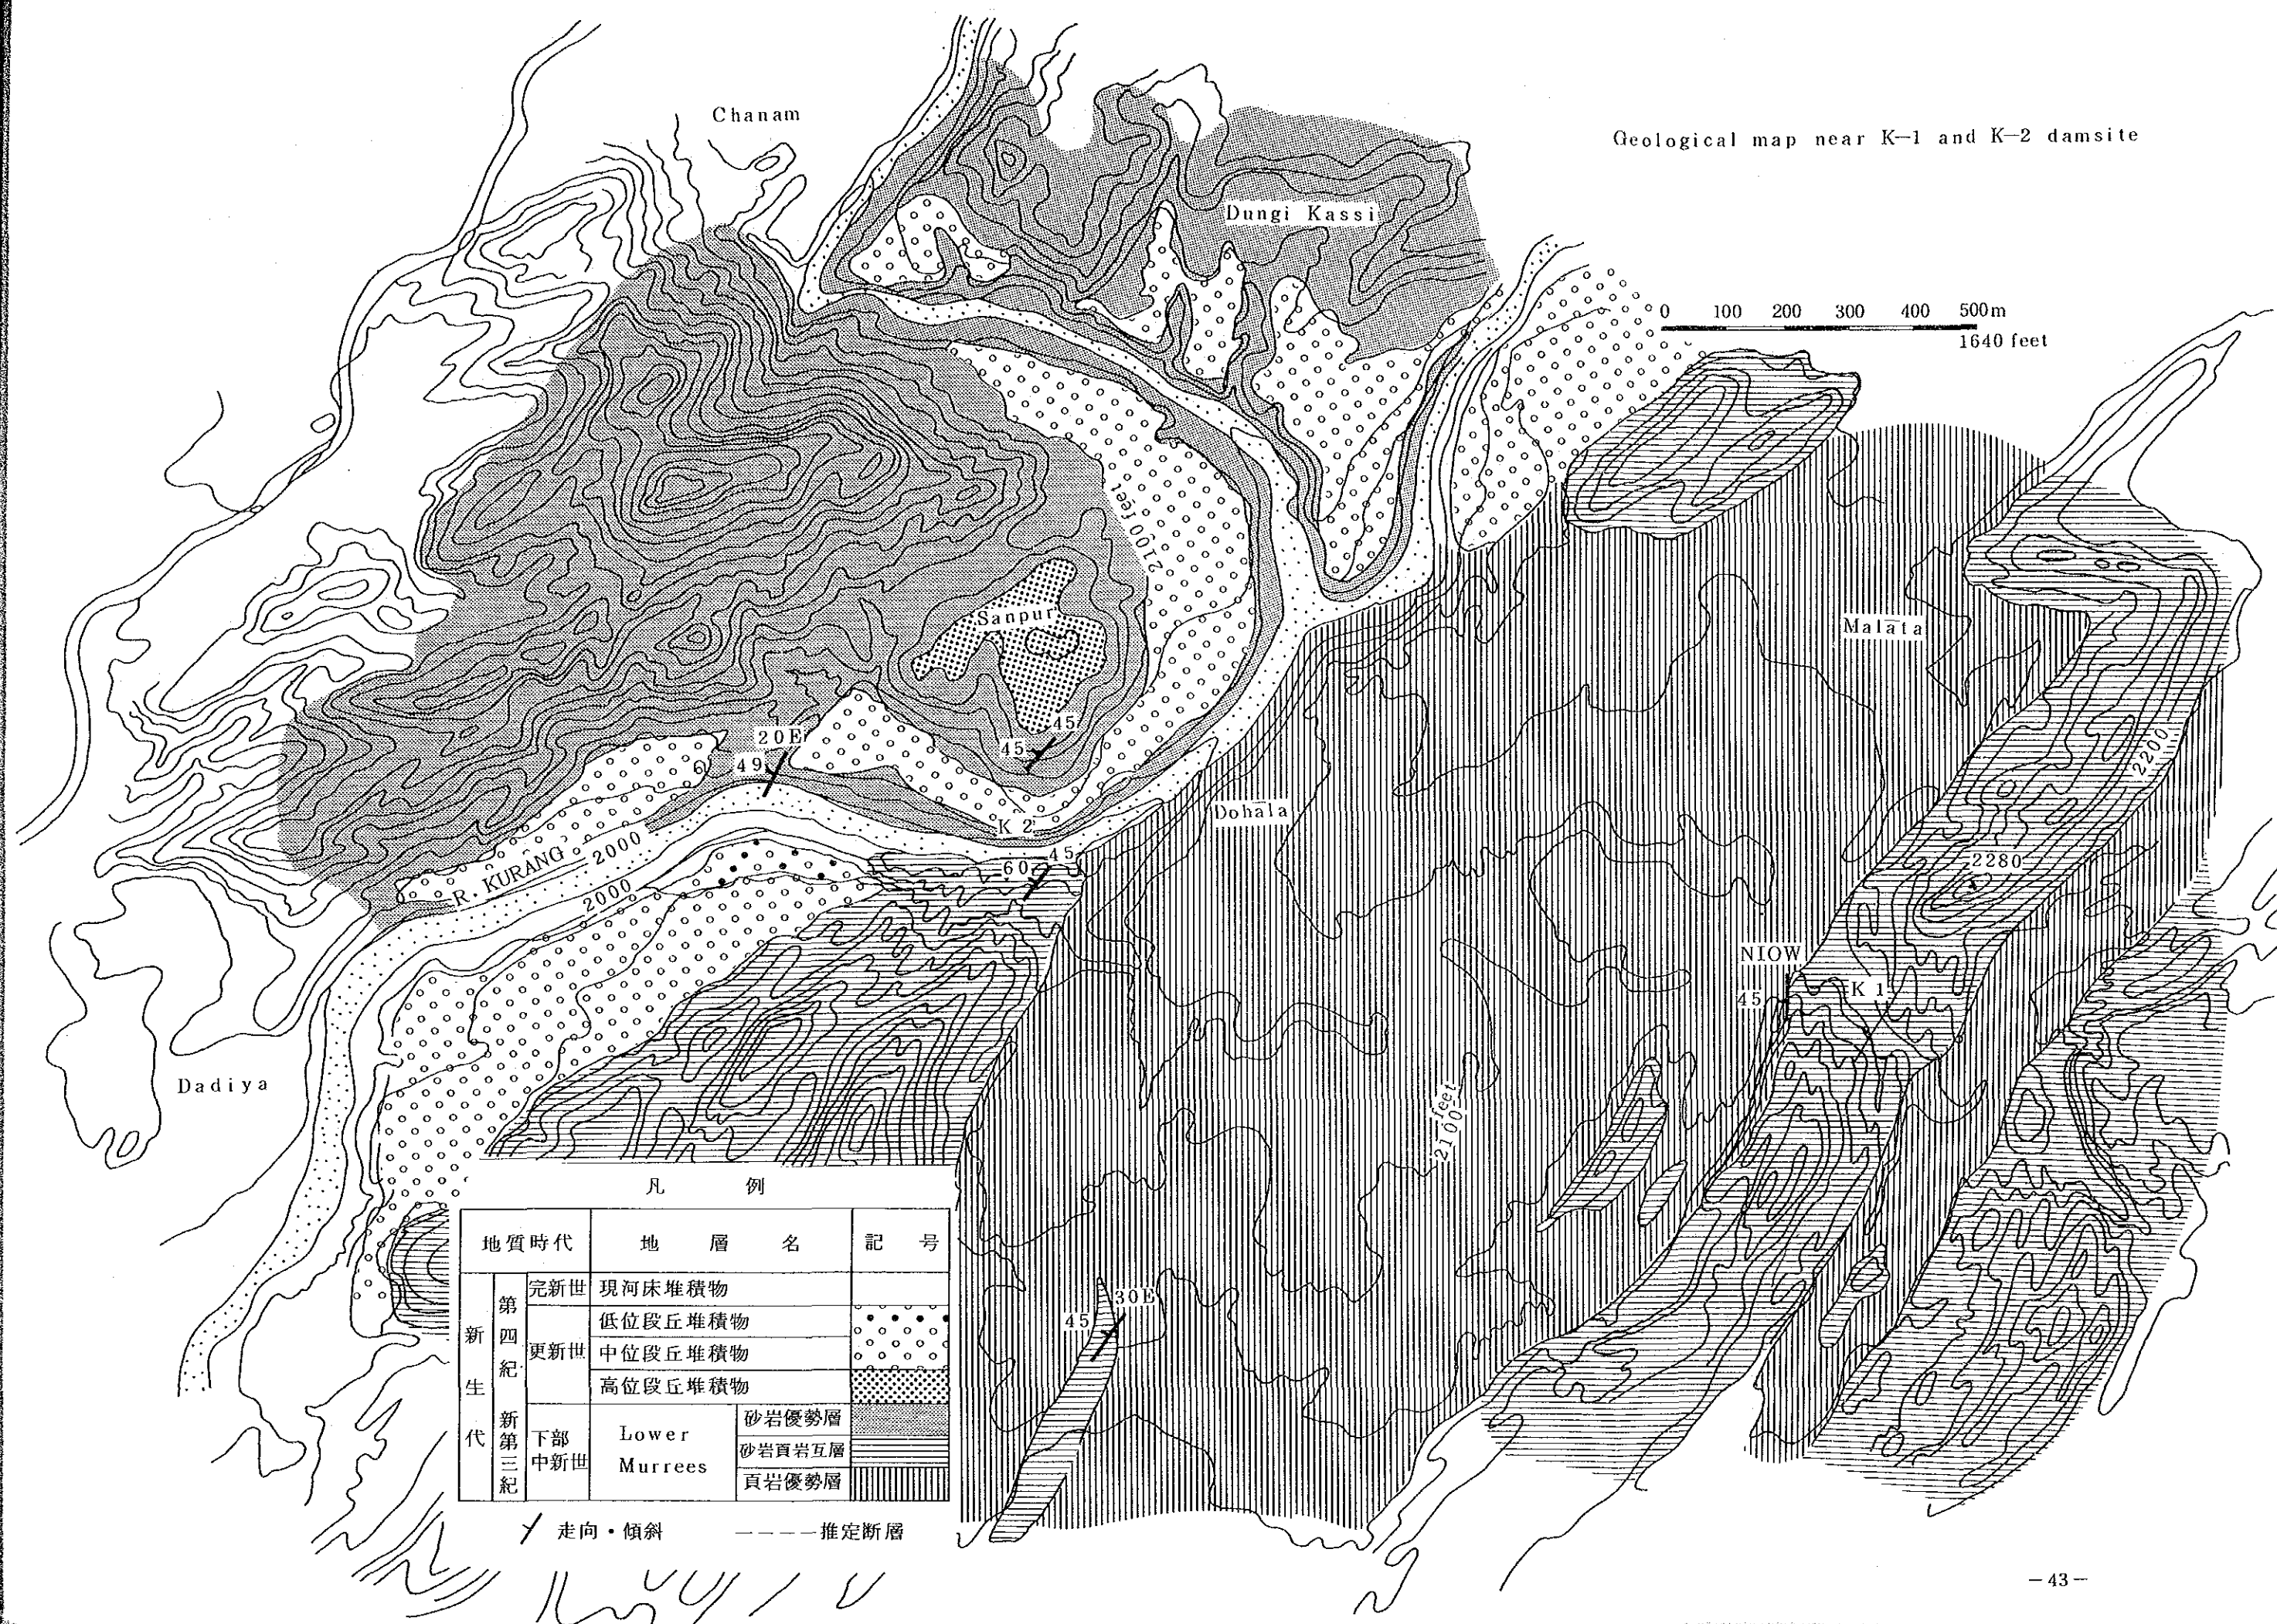 Geological map near K-1 and K-2 damsite
Chanam
Dungi Kassi
0 100 200 300 400 500m
1640 feet
2100 feet
Sanpur
Malāta
45
45
20E
49
2200
Dohala
K 2
R. KURANG
2000
2000
60
45
2280
NIOW
45
K 1
Dadiya
2100 feet
30E
45
凡 例
地質時代 地層名 記号
新生代
第四紀
完新世 現河床堆積物
更新世
低位段丘堆積物
中位段丘堆積物
高位段丘堆積物
新第三紀
下部中新世
Lower Murrees
砂岩優勢層
砂岩頁岩互層
頁岩優勢層
走向・傾斜
----推定断層
-43-